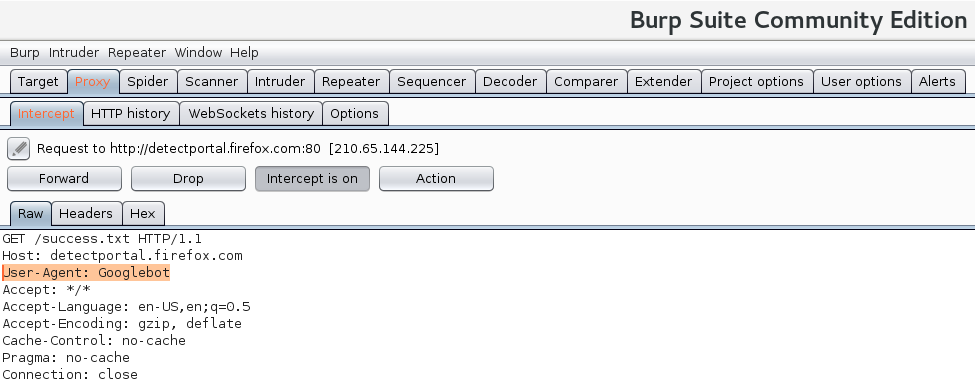 Burp Suite Community Edition
Burp Intruder Repeater Window Help
Target Proxy Spider Scanner Intruder Repeater Sequencer Decoder Comparer Extender Project options User options Alerts
Intercept HTTP history WebSockets history Options
Request to http://detectportal.firefox.com:80 [210.65.144.225]
Forward Drop Intercept is on Action
Raw Headers Hex
GET /success.txt HTTP/1.1
Host: detectportal.firefox.com
User-Agent: Googlebot
Accept: */*
Accept-Language: en-US,en;q=0.5
Accept-Encoding: gzip, deflate
Cache-Control: no-cache
Pragma: no-cache
Connection: close